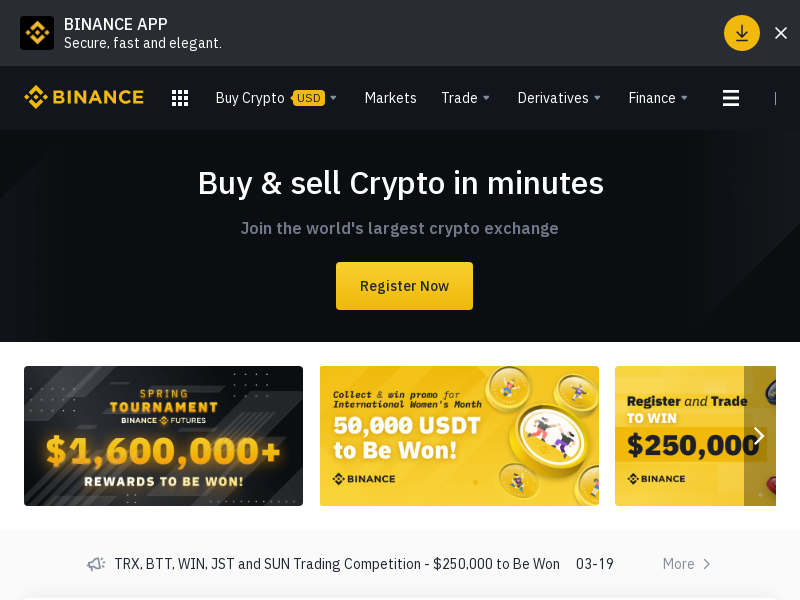 BINANCE APP
Secure, fast and elegant.
BINANCE
Buy Crypto USD
Markets
Trade
Derivatives
Finance
Buy & sell Crypto in minutes
Join the world's largest crypto exchange
Register Now
SPRING
TOURNAMENT
BINANCE FUTURES
$1,600,000+
REWARDS TO BE WON!
Collect & win promo for
International Women's Month
50,000 USDT
to Be Won!
BINANCE
Register and Trade
TO WIN
$250,000
BINANCE
TRX, BTT, WIN, JST and SUN Trading Competition - $250,000 to Be Won 03-19
More